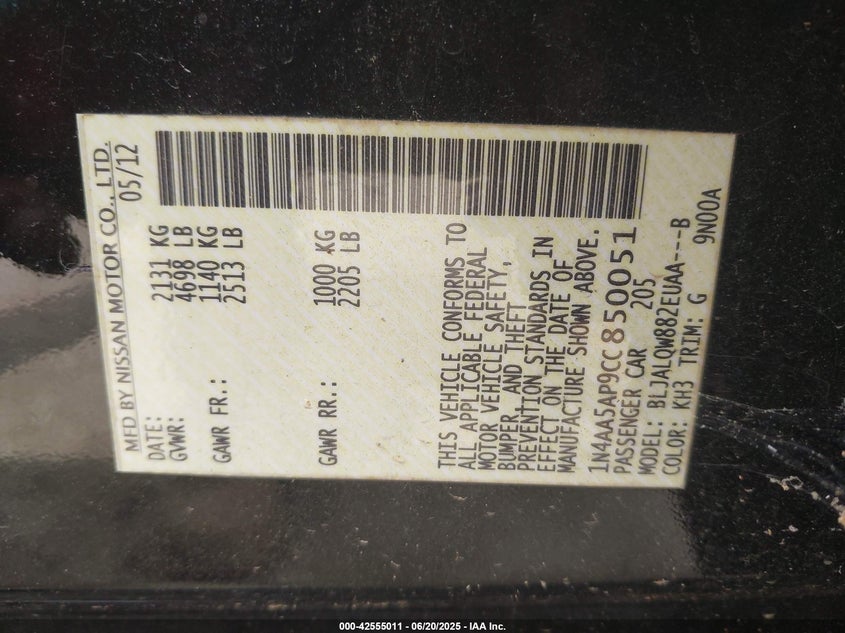 MFD BY NISSAN MOTOR CO., LTD.
DATE: 05/12
GVWR: 2131 KG
4698 LB
GAWR FR.: 1140 KG
2513 LB
GAWR RR.: 1000 KG
2205 LB
THIS VEHICLE CONFORMS TO
ALL APPLICABLE FEDERAL
MOTOR VEHICLE SAFETY,
BUMPER, AND THEFT
PREVENTION STANDARDS IN
EFFECT ON THE DATE OF
MANUFACTURE SHOWN ABOVE.
1N4AA5AP9CC850051
PASSENGER CAR 205
MODEL: BLJALQW882EUAA---B
COLOR: KH3 TRIM: G 9N00A
000-42555011 - 06/20/2025 - IAA Inc.